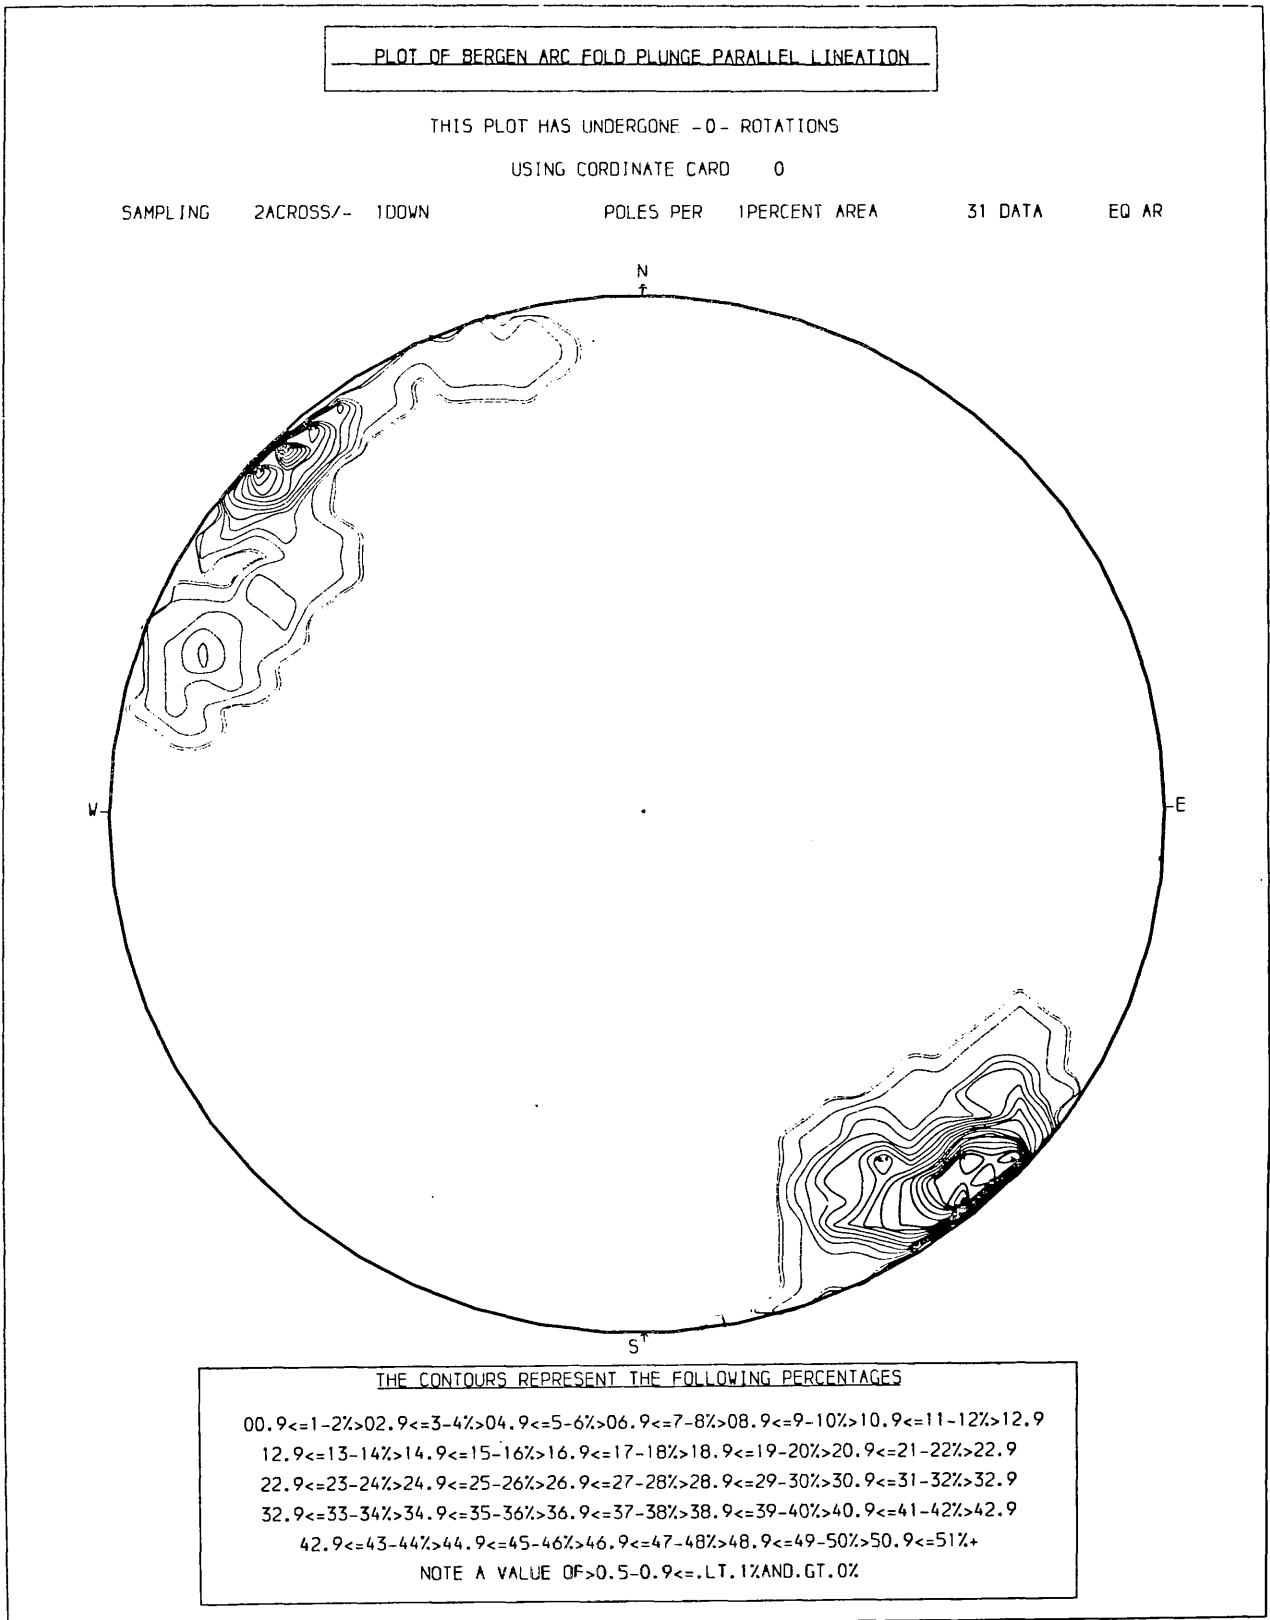 PLOT OF BERGEN ARC FOLD PLUNGE PARALLEL LINEATION
THIS PLOT HAS UNDERGONE -0- ROTATIONS
USING CORDINATE CARD 0
SAMPLING 2ACROSS/- 1DOWN POLES PER 1PERCENT AREA 31 DATA EQ AR
N
W
E
S
THE CONTOURS REPRESENT THE FOLLOWING PERCENTAGES
00.9<=1-2%>02.9<=3-4%>04.9<=5-6%>06.9<=7-8%>08.9<=9-10%>10.9<=11-12%>12.9
12.9<=13-14%>14.9<=15-16%>16.9<=17-18%>18.9<=19-20%>20.9<=21-22%>22.9
22.9<=23-24%>24.9<=25-26%>26.9<=27-28%>28.9<=29-30%>30.9<=31-32%>32.9
32.9<=33-34%>34.9<=35-36%>36.9<=37-38%>38.9<=39-40%>40.9<=41-42%>42.9
42.9<=43-44%>44.9<=45-46%>46.9<=47-48%>48.9<=49-50%>50.9<=51%+
NOTE A VALUE OF>0.5-0.9<=.LT.1%AND.GT.0%